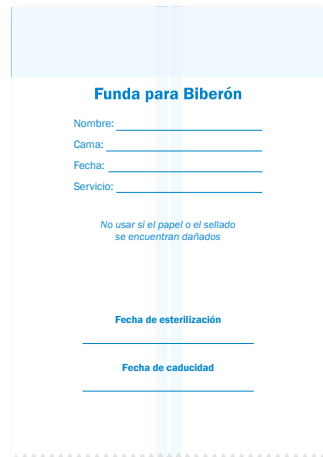 Funda para Biberón
Nombre:
Cama:
Fecha:
Servicio:
No usar si el papel o el sellado
se encuentran dañados
Fecha de esterilización
Fecha de caducidad